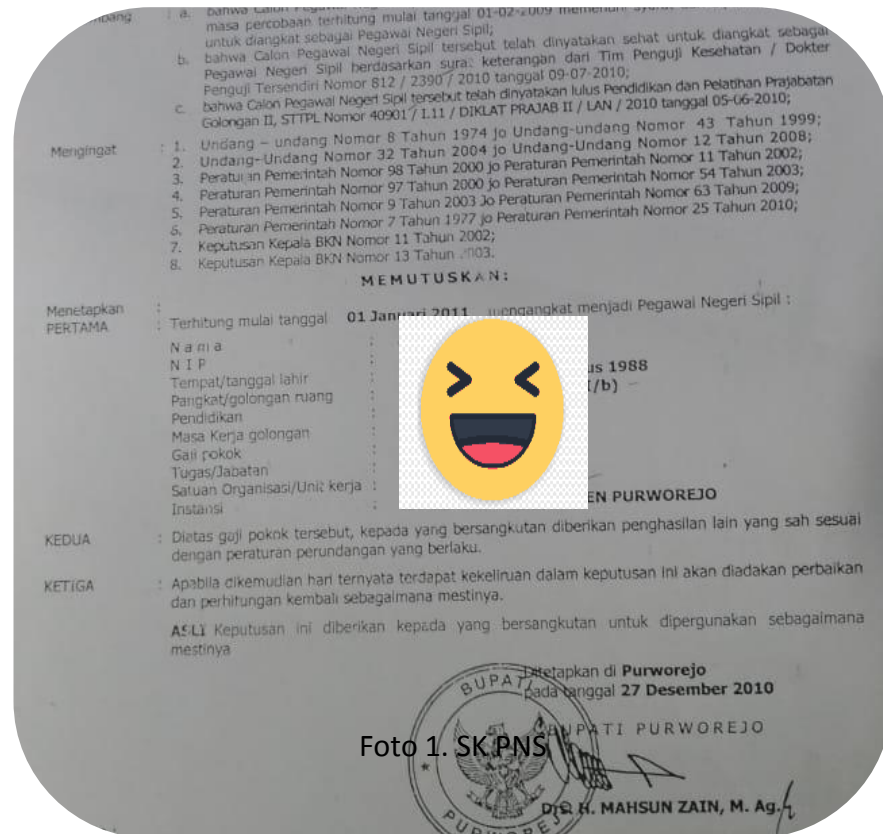 a. bahwa Calon Pegawai
masa percobaan terhitung mulai tanggal 01-02-2009 memenuhi
untuk diangkat sebagai Pegawai Negeri Sipil;
b. bahwa Calon Pegawai Negeri Sipil tersebut telah dinyatakan sehat untuk diangkat sebagai
Pegawai Negeri Sipil berdasarkan surat keterangan dari Tim Penguji Kesehatan / Dokter
Penguji Tersendiri Nomor 812 / 2390 / 2010 tanggal 09-07-2010;
c. bahwa Calon Pegawai Negeri Sipil tersebut telah dinyatakan lulus Pendidikan dan Pelatihan Prajabatan
Golongan II, STTPL Nomor 40901 / I.11 / DIKLAT PRAJAB II / LAN / 2010 tanggal 05-06-2010;
Mengingat : 1. Undang – undang Nomor 8 Tahun 1974 jo Undang-undang Nomor 43 Tahun 1999;
2. Undang-Undang Nomor 32 Tahun 2004 jo Undang-Undang Nomor 12 Tahun 2008;
3. Peraturan Pemerintah Nomor 98 Tahun 2000 jo Peraturan Pemerintah Nomor 11 Tahun 2002;
4. Peraturan Pemerintah Nomor 97 Tahun 2000 jo Peraturan Pemerintah Nomor 54 Tahun 2003;
5. Peraturan Pemerintah Nomor 9 Tahun 2003 Jo Peraturan Pemerintah Nomor 63 Tahun 2009;
6. Peraturan Pemerintah Nomor 7 Tahun 1977 jo Peraturan Pemerintah Nomor 25 Tahun 2010;
7. Keputusan Kepala BKN Nomor 11 Tahun 2002;
8. Keputusan Kepala BKN Nomor 13 Tahun 2003.
MEMUTUSKAN:
Menetapkan :
PERTAMA : Terhitung mulai tanggal 01 Januari 2011 mengangkat menjadi Pegawai Negeri Sipil :
N a m a :
N I P :
Tempat/tanggal lahir : us 1988
Pangkat/golongan ruang : /b)
Pendidikan :
Masa Kerja golongan :
Gaji pokok :
Tugas/Jabatan :
Satuan Organisasi/Unit kerja :
Instansi : EN PURWOREJO
KEDUA : Diatas gaji pokok tersebut, kepada yang bersangkutan diberikan penghasilan lain yang sah sesuai
dengan peraturan perundangan yang berlaku.
KETIGA : Apabila dikemudian hari ternyata terdapat kekeliruan dalam keputusan ini akan diadakan perbaikan
dan perhitungan kembali sebagaimana mestinya.
ASLI Keputusan ini diberikan kepada yang bersangkutan untuk dipergunakan sebagaimana
mestinya
Ditetapkan di Purworejo
pada tanggal 27 Desember 2010
BUPATI PURWOREJO
Foto 1. SK PNS
Drs. H. MAHSUN ZAIN, M. Ag.
BUPATI
PURWOREJO